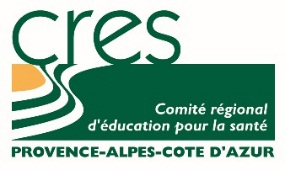 cres
Comité régional
d'éducation pour la santé
PROVENCE-ALPES-COTE D'AZUR